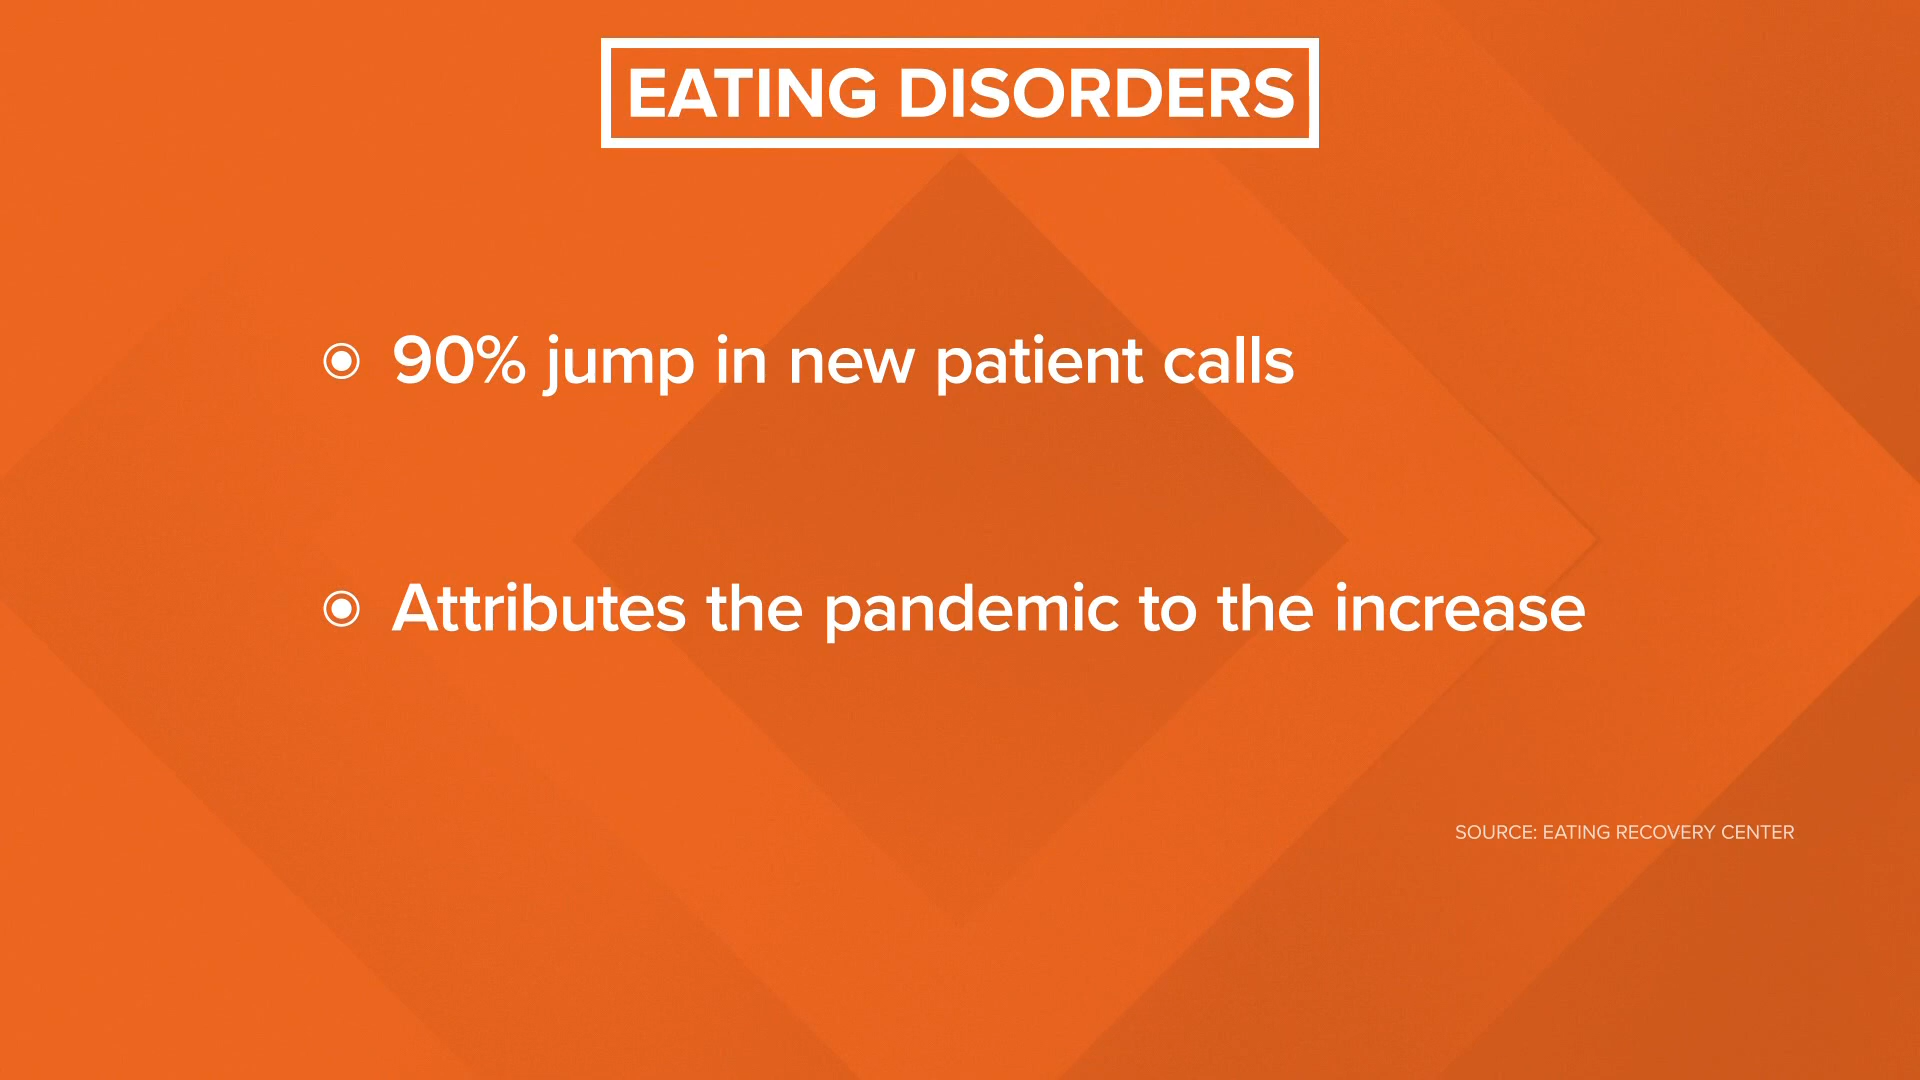 EATING DISORDERS
90% jump in new patient calls
Attributes the pandemic to the increase
SOURCE: EATING RECOVERY CENTER